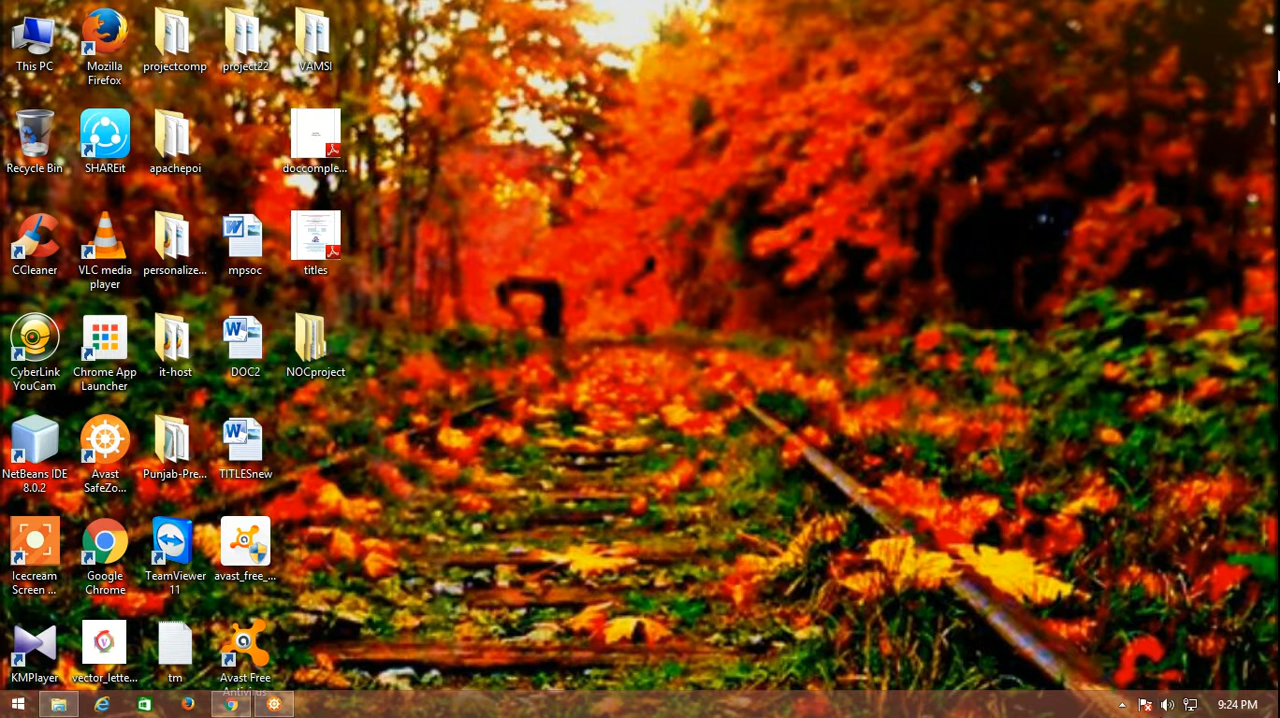 This PC
Mozilla
Firefox
projectcomp
project22
VAMSI
Recycle Bin
SHAREit
apachepoi
doccomple...
CCleaner
VLC media
player
personalize...
mpsoc
titles
CyberLink
YouCam
Chrome App
Launcher
it-host
DOC2
NOCproject
NetBeans IDE
8.0.2
Avast
SafeZo...
Punjab-Pre...
TITLESnew
Icecream
Screen ...
Google
Chrome
TeamViewer
11
avast_free_...
KMPlayer
vector_lette...
tm
Avast Free
Antivirus
9:24 PM